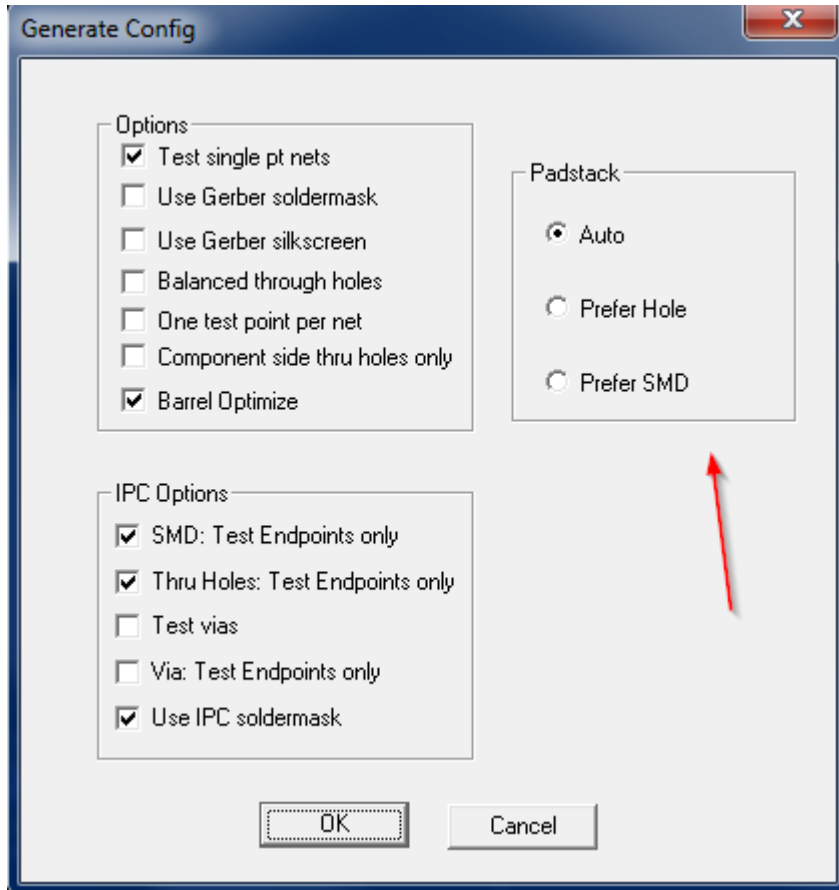 Generate Config
Options
Test single pt nets
Use Gerber soldermask
Use Gerber silkscreen
Balanced through holes
One test point per net
Component side thru holes only
Barrel Optimize
Padstack
Auto
Prefer Hole
Prefer SMD
IPC Options
SMD: Test Endpoints only
Thru Holes: Test Endpoints only
Test vias
Via: Test Endpoints only
Use IPC soldermask
OK
Cancel